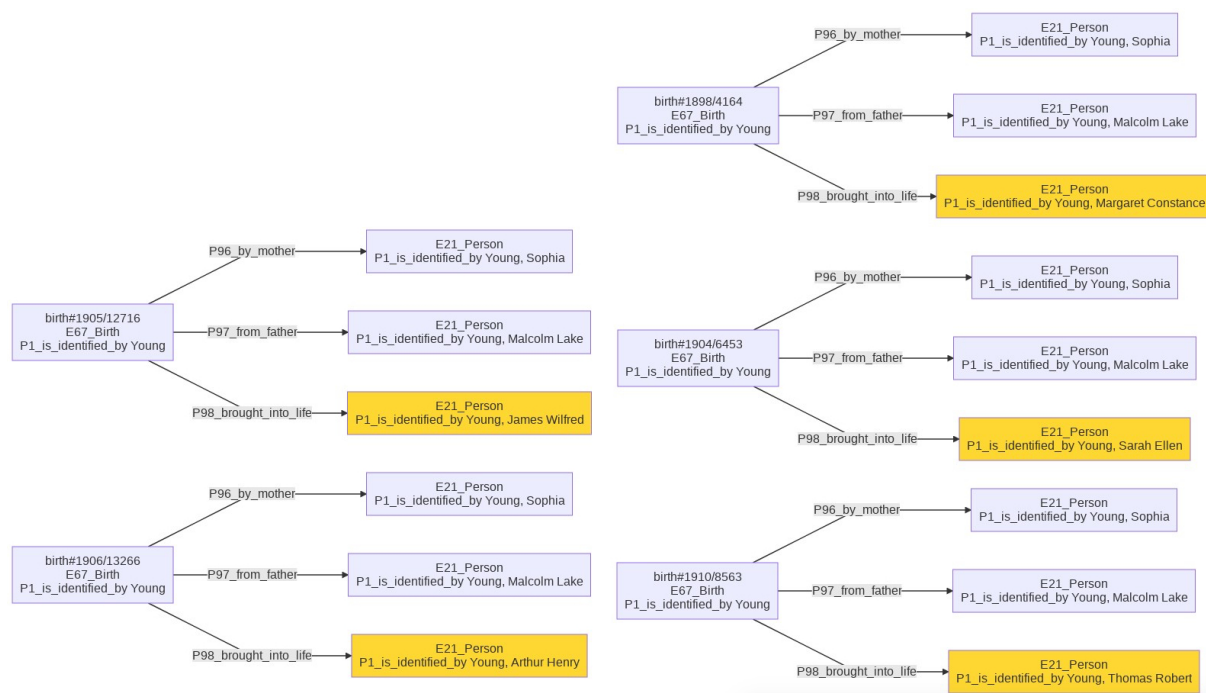 P96_by_mother
E21_Person
P1_is_identified_by Young, Sophia
birth#1898/4164
E67_Birth
P1_is_identified_by Young
P97_from_father
E21_Person
P1_is_identified_by Young, Malcolm Lake
P98_brought_into_life
E21_Person
P1_is_identified_by Young, Margaret Constance
P96_by_mother
E21_Person
P1_is_identified_by Young, Sophia
birth#1905/12716
E67_Birth
P1_is_identified_by Young
P97_from_father
E21_Person
P1_is_identified_by Young, Malcolm Lake
P98_brought_into_life
E21_Person
P1_is_identified_by Young, James Wilfred
P96_by_mother
E21_Person
P1_is_identified_by Young, Sophia
birth#1904/6453
E67_Birth
P1_is_identified_by Young
P97_from_father
E21_Person
P1_is_identified_by Young, Malcolm Lake
P98_brought_into_life
E21_Person
P1_is_identified_by Young, Sarah Ellen
P96_by_mother
E21_Person
P1_is_identified_by Young, Sophia
birth#1906/13266
E67_Birth
P1_is_identified_by Young
P97_from_father
E21_Person
P1_is_identified_by Young, Malcolm Lake
P98_brought_into_life
E21_Person
P1_is_identified_by Young, Arthur Henry
P96_by_mother
E21_Person
P1_is_identified_by Young, Sophia
birth#1910/8563
E67_Birth
P1_is_identified_by Young
P97_from_father
E21_Person
P1_is_identified_by Young, Malcolm Lake
P98_brought_into_life
E21_Person
P1_is_identified_by Young, Thomas Robert